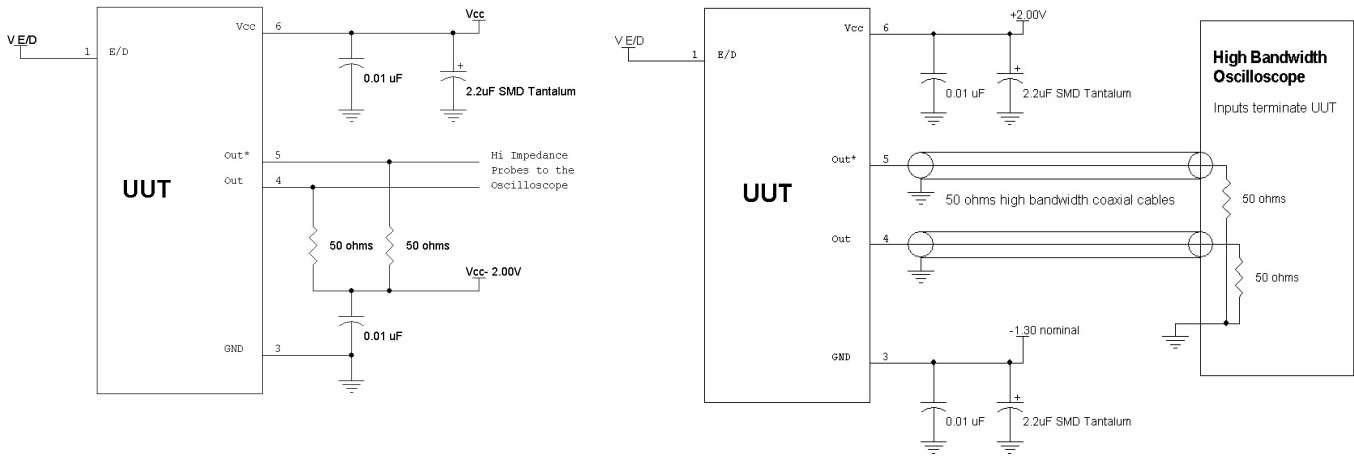 V E/D
1
E/D
Vcc
6
Vcc
0.01 uF
+
2.2uF SMD Tantalum
Out*
5
Hi Impedance
Probes to the
Oscilloscope
Out
4
UUT
50 ohms
50 ohms
Vcc- 2.00V
0.01 uF
GND
3
V E/D
1
E/D
Vcc
6
+2.00V
0.01 uF
+
2.2uF SMD Tantalum
Out*
5
UUT
50 ohms high bandwidth coaxial cables
Out
4
-1.30 nominal
GND
3
0.01 uF
+
2.2uF SMD Tantalum
High Bandwidth
Oscilloscope
Inputs terminate UUT
50 ohms
50 ohms